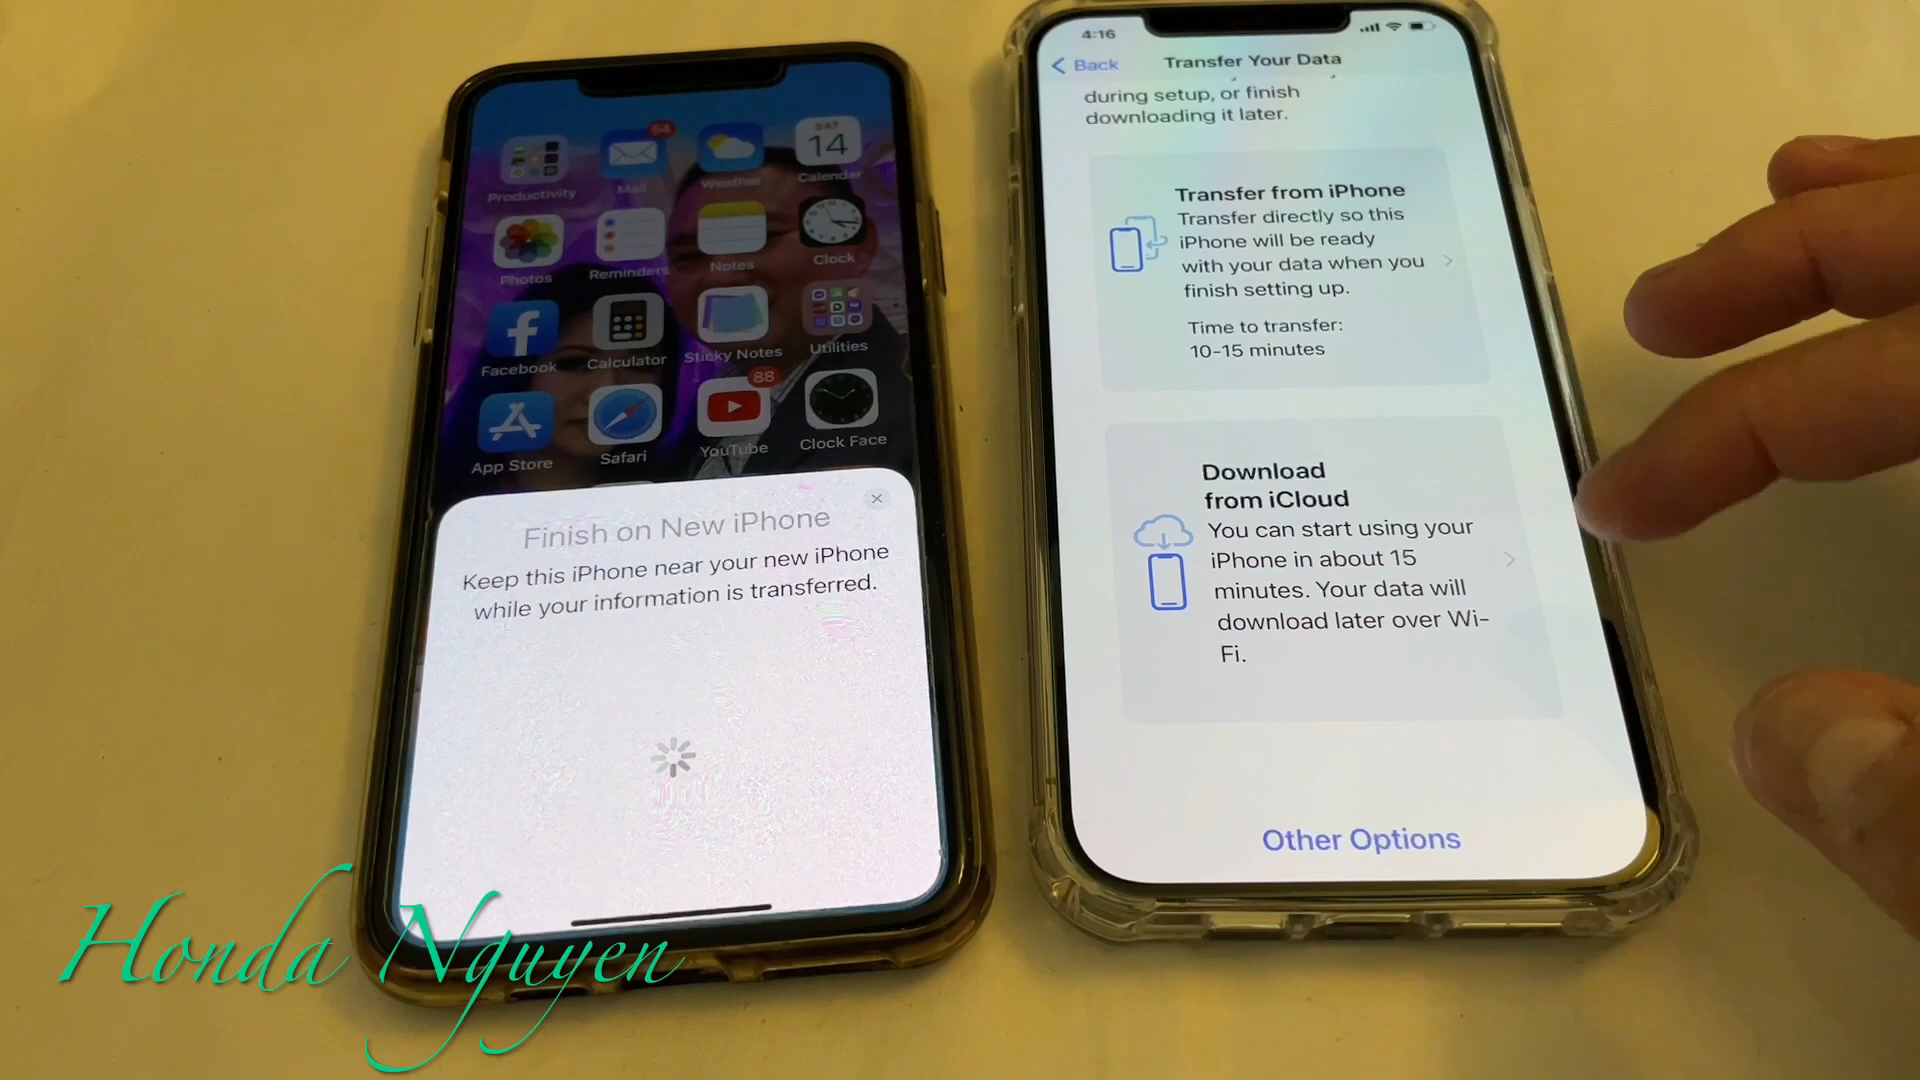 64
SAT
14
Productivity
Mail
Weather
Calendar
Photos
Reminders
Notes
Clock
Facebook
Calculator
Sticky Notes
Utilities
88
App Store
Safari
YouTube
Clock Face
Finish on New iPhone
Keep this iPhone near your new iPhone
while your information is transferred.
4:16
Back
Transfer Your Data
during setup, or finish
downloading it later.
Transfer from iPhone
Transfer directly so this
iPhone will be ready
with your data when you
finish setting up.
Time to transfer:
10-15 minutes
Download
from iCloud
You can start using your
iPhone in about 15
minutes. Your data will
download later over Wi-
Fi.
Other Options
Honda Nguyen